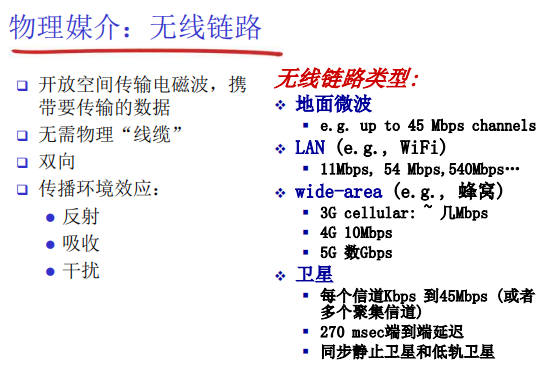 物理媒介：无线链路
开放空间传输电磁波，携
带要传输的数据
无需物理“线缆”
双向
传播环境效应：
反射
吸收
干扰
无线链路类型：
地面微波
e.g. up to 45 Mbps channels
LAN (e.g., WiFi)
11Mbps, 54 Mbps,540Mbps…
wide-area (e.g., 蜂窝)
3G cellular: ~ 几Mbps
4G 10Mbps
5G 数Gbps
卫星
每个信道Kbps 到45Mbps (或者
多个聚集信道)
270 msec端到端延迟
同步静止卫星和低轨卫星